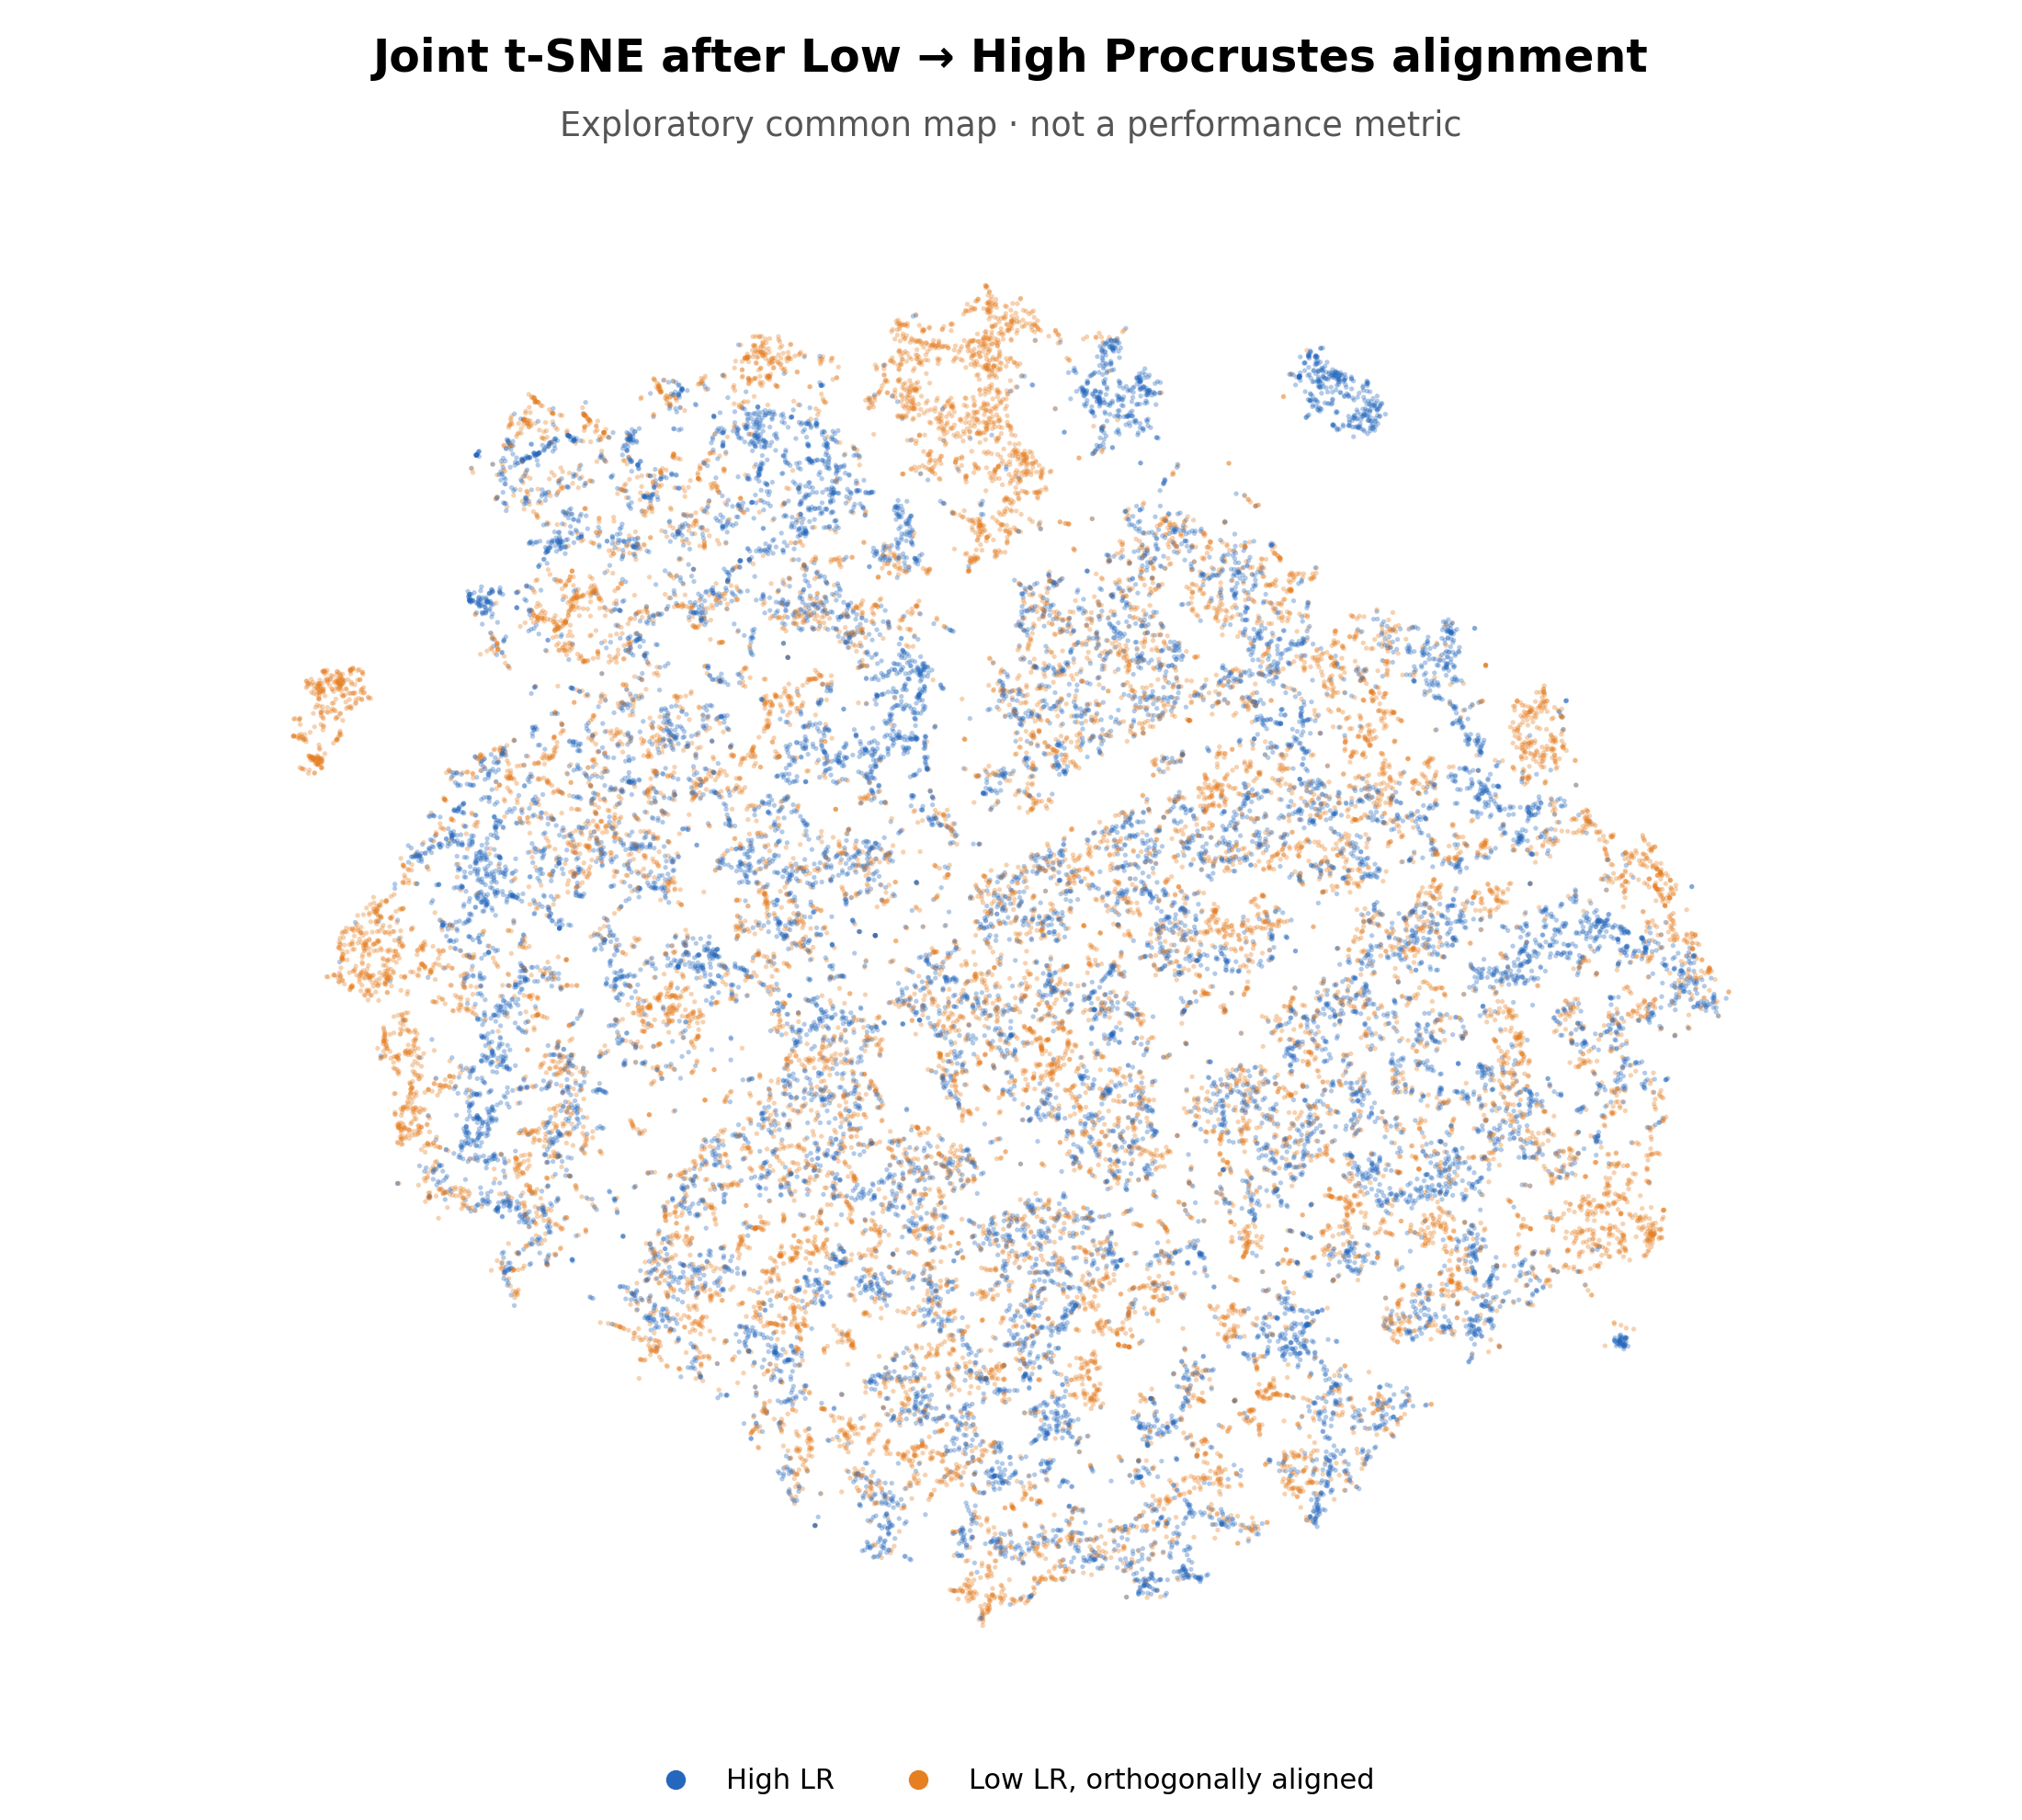 Joint t-SNE after Low → High Procrustes alignment
Exploratory common map · not a performance metric
High LR
Low LR, orthogonally aligned